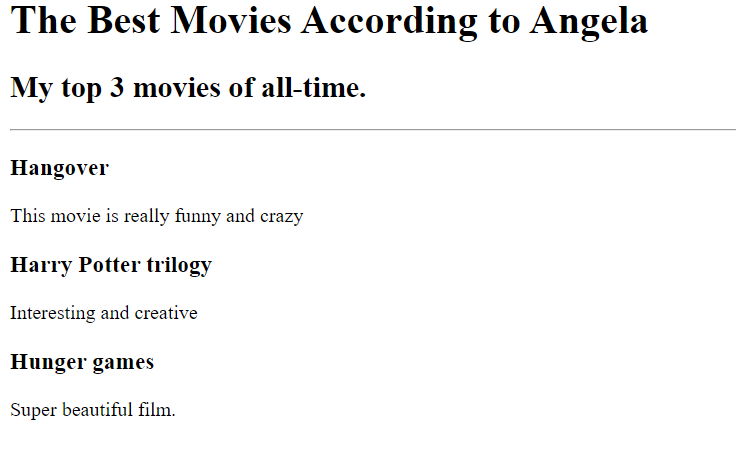 The Best Movies According to Angela
My top 3 movies of all-time.
Hangover
This movie is really funny and crazy
Harry Potter trilogy
Interesting and creative
Hunger games
Super beautiful film.